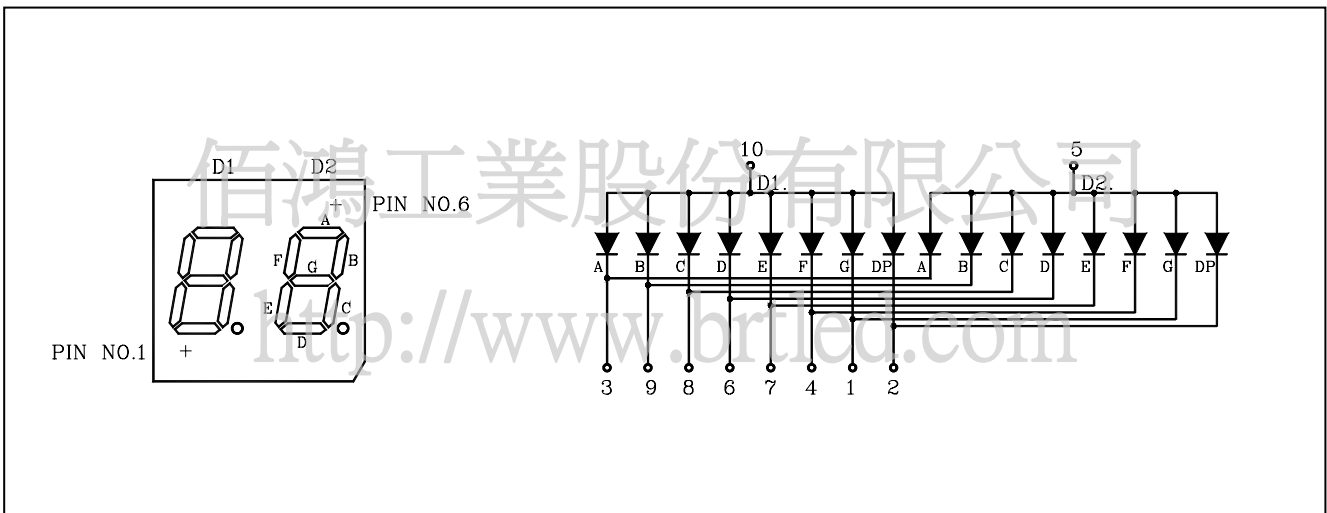 佰鴻工業股份有限公司
D1 D2
10 5
D1. D2.
PIN NO.6
A
F B
G
E C
D
PIN NO.1
A B C D E F G DP A B C D E F G DP
http://www.brtled.com
3 9 8 6 7 4 1 2